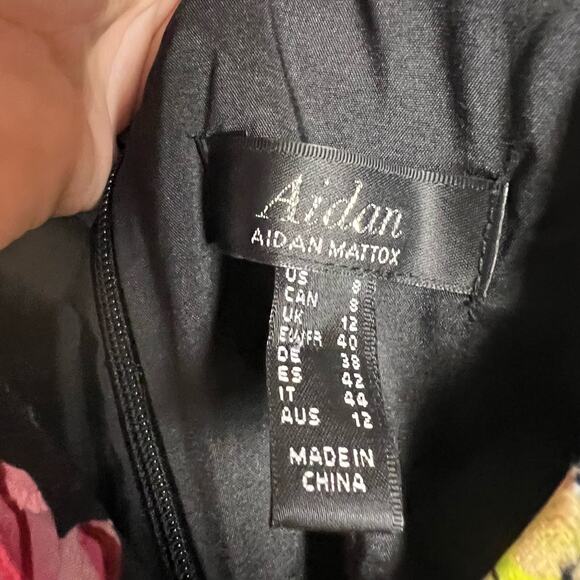 Aidan
AIDAN MATTOX
US 8
CAN 8
UK 12
EU/FR 40
DE 38
ES 42
IT 44
AUS 12
MADE IN
CHINA